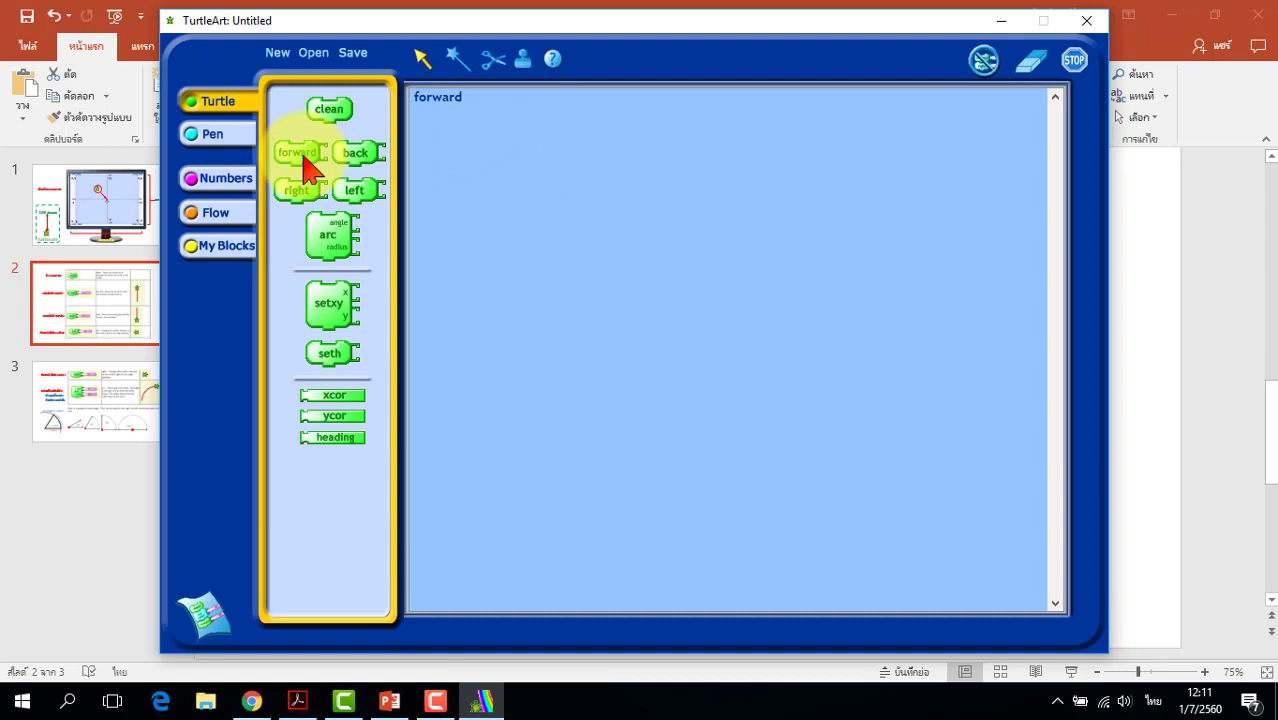 TurtleArt: Untitled
ไฟล์
หน้าแรก
แทรก
แชร์
New Open Save
STOP
วาง
ตัด
คัดลอก
ตัวคัดวางรูปแบบ
คลิปบอร์ด
ค้นหา
แทนที่
เลือก
การแก้ไข
Turtle
Pen
Numbers
Flow
My Blocks
clean
forward back
right left
angle
arc
radius
x
setxy
y
seth
xcor
ycor
heading
forward
1
2
3
สไลด์ 2 จาก 3
ไทย
บันทึกย่อ
75%
ไทย
12:11
1/7/2560
7